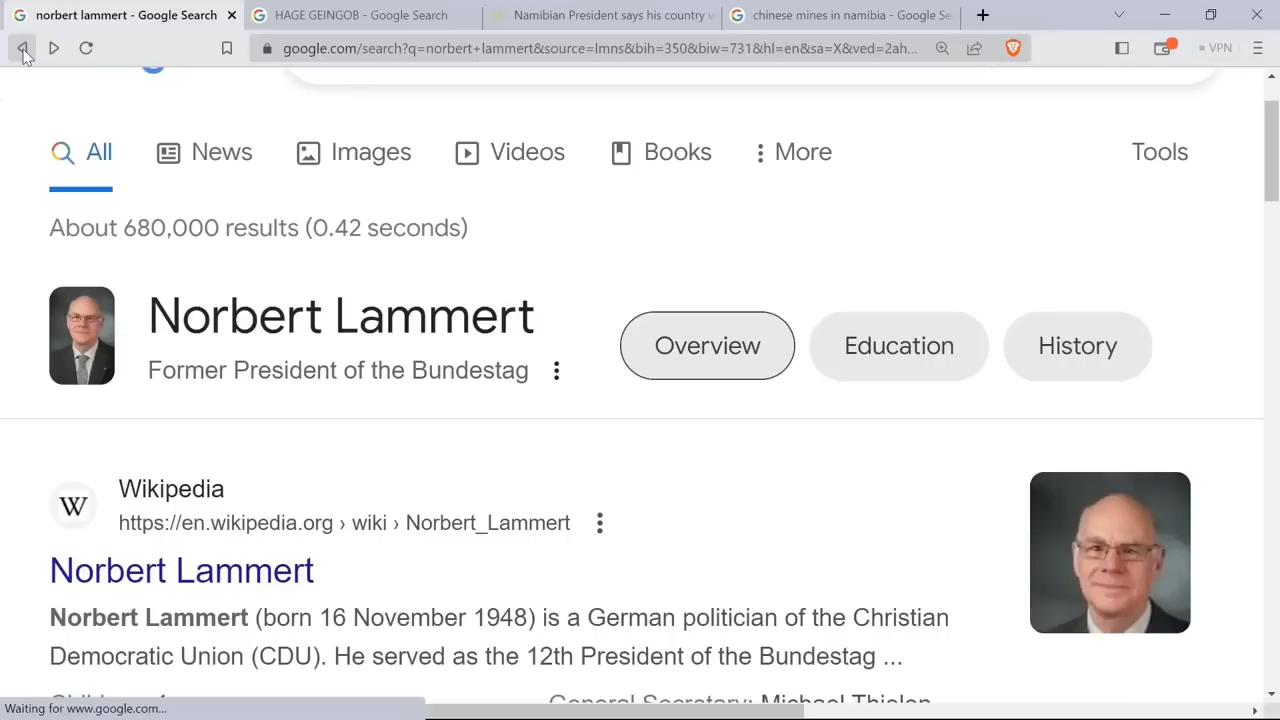 norbert lammert - Google Search
HAGE GEINGOB - Google Search
Namibian President says his country
chinese mines in namibia - Google Se
google.com/search?q=norbert+lammert&source=lmns&bih=350&biw=731&hl=en&sa=X&ved=2ah...
VPN
All
News
Images
Videos
Books
More
Tools
About 680,000 results (0.42 seconds)
Norbert Lammert
Former President of the Bundestag
Overview
Education
History
W
Wikipedia
https://en.wikipedia.org › wiki › Norbert_Lammert
Norbert Lammert
Norbert Lammert (born 16 November 1948) is a German politician of the Christian
Democratic Union (CDU). He served as the 12th President of the Bundestag ...
General Secretary: Michael Thielen
Waiting for www.google.com...